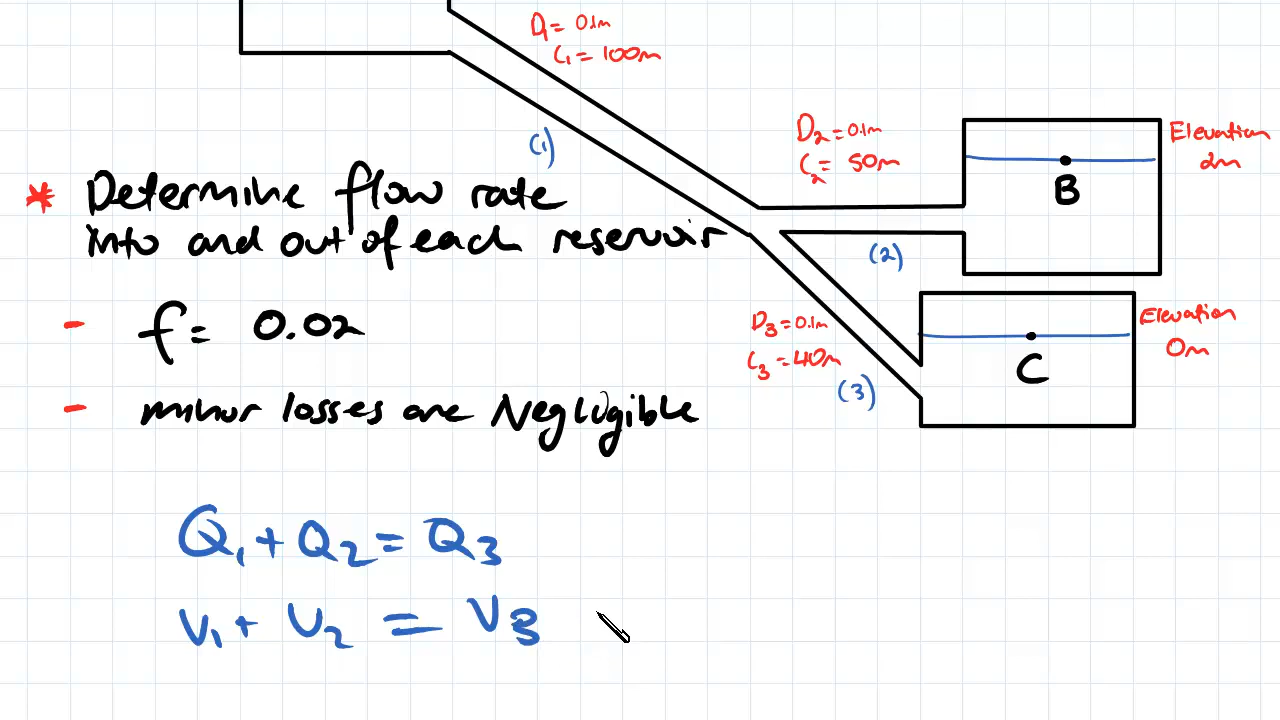 D₁ = 0.1m
ℓ₁ = 100m
(1)
D₂ = 0.1m
ℓ₂ = 50m
Elevation
2m
B
(2)
* Determine flow rate
into and out of each reservoir
- f = 0.02
- minor losses are Negligible
D₃ = 0.1m
ℓ₃ = 40m
(3)
Elevation
0m
C
Q₁ + Q₂ = Q₃
V₁ + V₂ = V₃